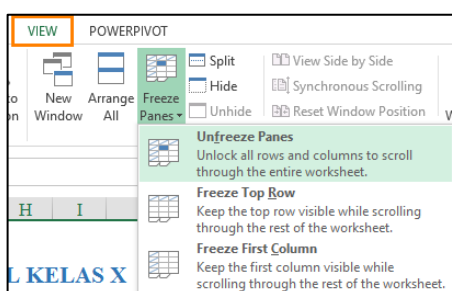 VIEW POWERPIVOT
Split
Hide
Unhide
View Side by Side
Synchronous Scrolling
Reset Window Position
New
Window
Arrange
All
Freeze
Panes
Unfreeze Panes
Unlock all rows and columns to scroll
through the entire worksheet.
Freeze Top Row
Keep the top row visible while scrolling
through the rest of the worksheet.
Freeze First Column
Keep the first column visible while
scrolling through the rest of the worksheet.
H I
L KELAS X